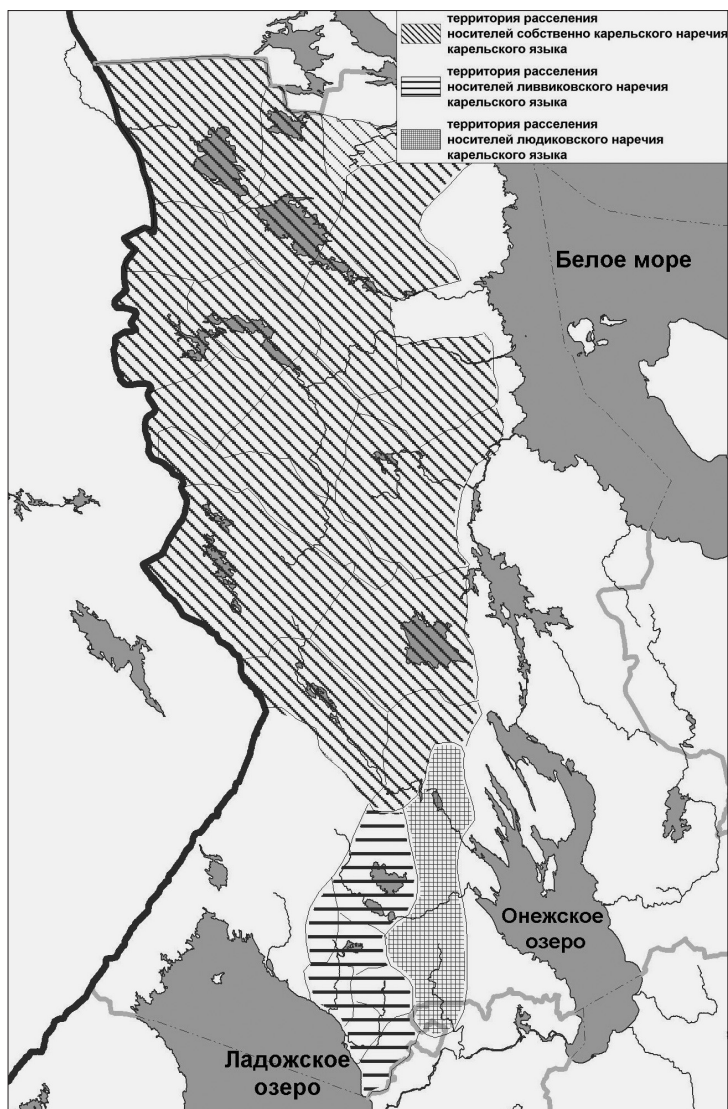 территория расселения
носителей собственно карельского наречия
карельского языка
территория расселения
носителей ливвиковского наречия
карельского языка
территория расселения
носителей людиковского наречия
карельского языка
Белое море
Онежское
озеро
Ладожское
озеро